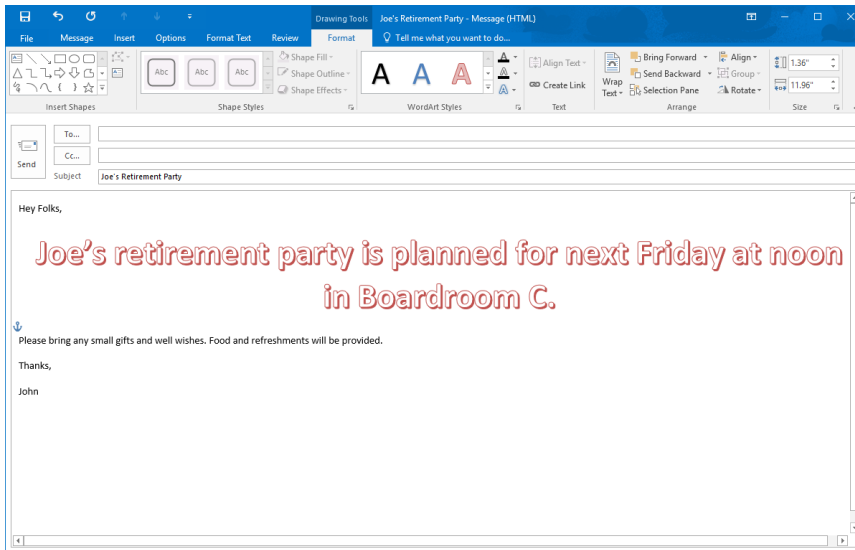 Drawing Tools Joe's Retirement Party - Message (HTML)
File Message Insert Options Format Text Review Format Tell me what you want to do...
Abc Abc Abc
Shape Fill
Shape Outline
Shape Effects
A A A
A
A
A
Align Text
Create Link
Wrap Text
Bring Forward
Send Backward
Selection Pane
Align
Group
Rotate
1.36"
11.96"
Insert Shapes Shape Styles WordArt Styles Text Arrange Size
Send
To...
Cc...
Subject Joe's Retirement Party
Hey Folks,
Joe’s retirement party is planned for next Friday at noon
in Boardroom C.
Please bring any small gifts and well wishes. Food and refreshments will be provided.
Thanks,
John